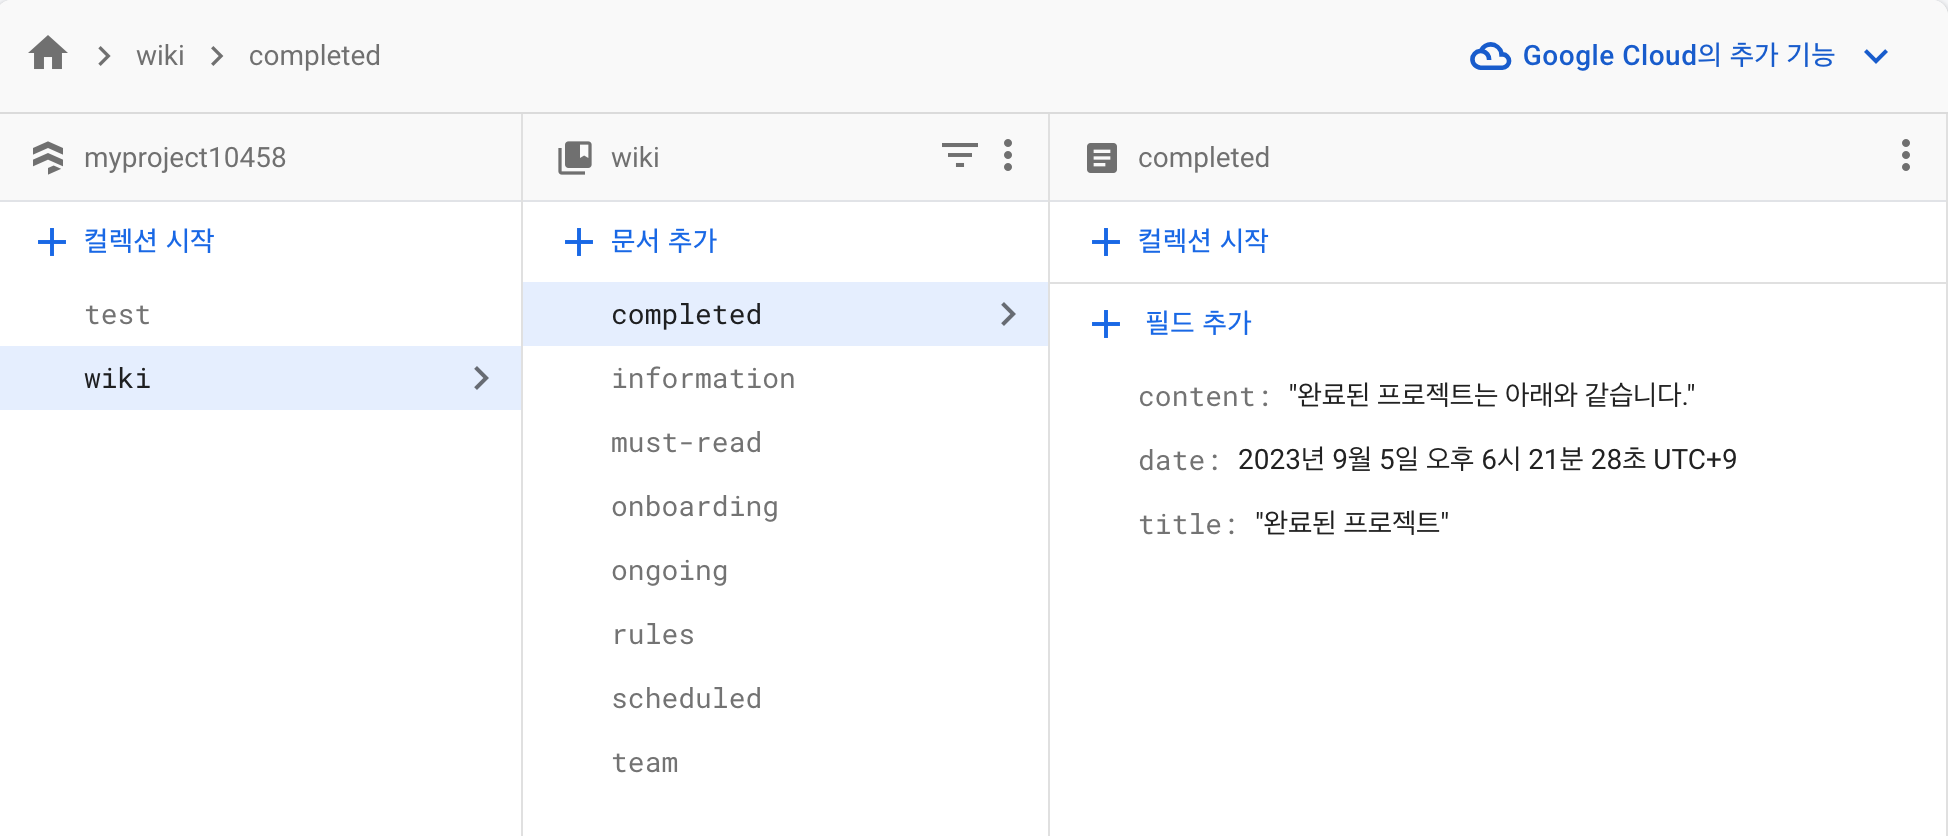 wiki
completed
Google Cloud의 추가 기능
myproject10458
컬렉션 시작
test
wiki
wiki
문서 추가
completed
information
must-read
onboarding
ongoing
rules
scheduled
team
completed
컬렉션 시작
필드 추가
content: "완료된 프로젝트는 아래와 같습니다."
date: 2023년 9월 5일 오후 6시 21분 28초 UTC+9
title: "완료된 프로젝트"